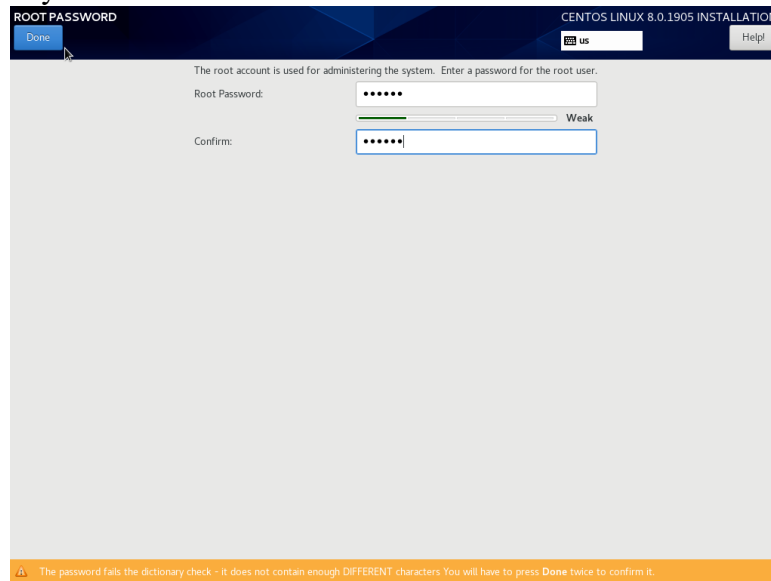 ROOT PASSWORD
CENTOS LINUX 8.0.1905 INSTALLATION
Done
us
Help!
The root account is used for administering the system. Enter a password for the root user.
Root Password:
••••••
Weak
Confirm:
••••••
The password fails the dictionary check - it does not contain enough DIFFERENT characters You will have to press Done twice to confirm it.